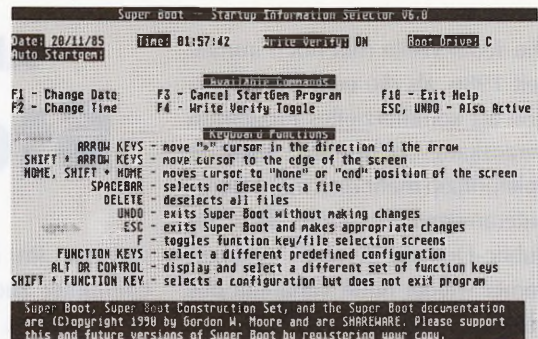 Super Boot - Startup Information Selector V6.0
Date: 20/11/85 Time: 01:57:42 Write Verify: ON Boot Drive: C
Auto Startgem:
Available Commands
F1 - Change Date F3 - Cancel StartGem Program F10 - Exit Help
F2 - Change Time F4 - Write Verify Toggle ESC, UNDO - Also Active
Keyboard Functions
ARROW KEYS - move "»" cursor in the direction of the arrow
SHIFT + ARROW KEYS - move cursor to the edge of the screen
HOME, SHIFT + HOME - moves cursor to "home" or "end" position of the screen
SPACEBAR - selects or deselects a file
DELETE - deselects all files
UNDO - exits Super Boot without making changes
ESC - exits Super Boot and makes appropriate changes
F - toggles function key/file selection screens
FUNCTION KEYS - select a different predefined configuration
ALT OR CONTROL - display and select a different set of function keys
SHIFT + FUNCTION KEY - selects a configuration but does not exit program
Super Boot, Super Boot Construction Set, and the Super Boot documentation
are (C)opyright 1990 by Gordon W. Moore and are SHAREWARE. Please support
this and future versions of Super Boot by registering your copy.